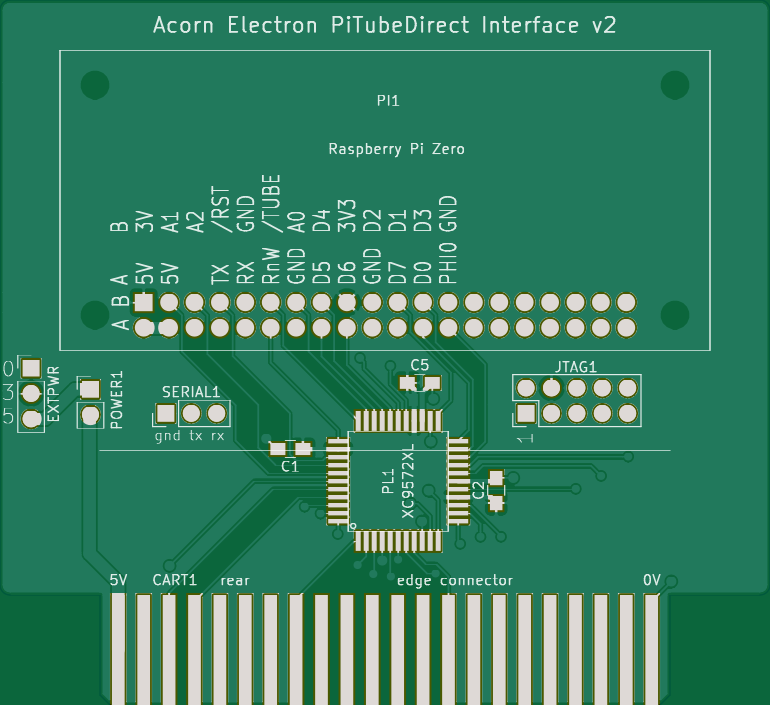 Acorn Electron PiTubeDirect Interface v2
PI1
Raspberry Pi Zero
B 3V A1 A2 /RST GND /TUBE A0 D4 3V3 D2 D1 D3 GND
A 5V 5V TX RX RnW GND D5 D6 GND D7 D0 PHI0
B
A
0
3
5
EXTPWR
POWER1
SERIAL1
gnd tx rx
C5
JTAG1
1
C1
PL1
XC9572XL
C2
5V CART1 rear edge connector 0V